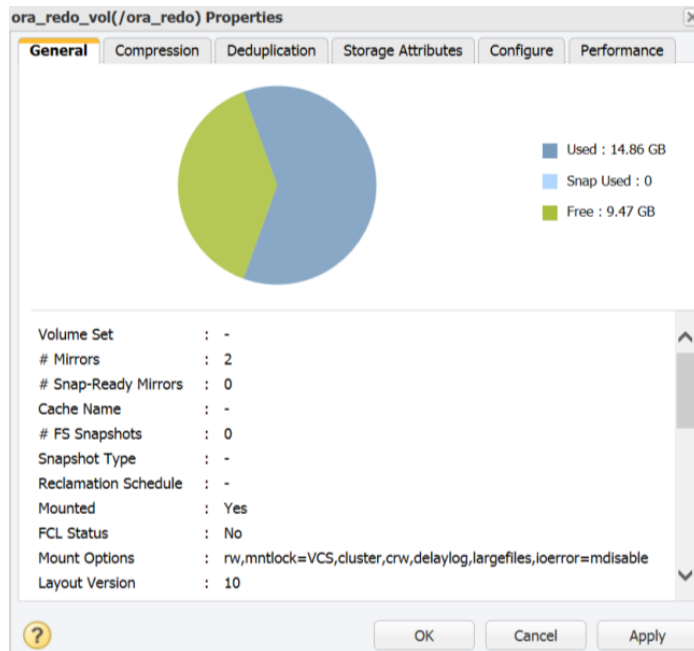 ora_redo_vol(/ora_redo) Properties
General Compression Deduplication Storage Attributes Configure Performance
Used : 14.86 GB
Snap Used : 0
Free : 9.47 GB
Volume Set : -
# Mirrors : 2
# Snap-Ready Mirrors : 0
Cache Name : -
# FS Snapshots : 0
Snapshot Type : -
Reclamation Schedule : -
Mounted : Yes
FCL Status : No
Mount Options : rw,mntlock=VCS,cluster,crw,delaylog,largefiles,ioerror=mdisable
Layout Version : 10
? OK Cancel Apply